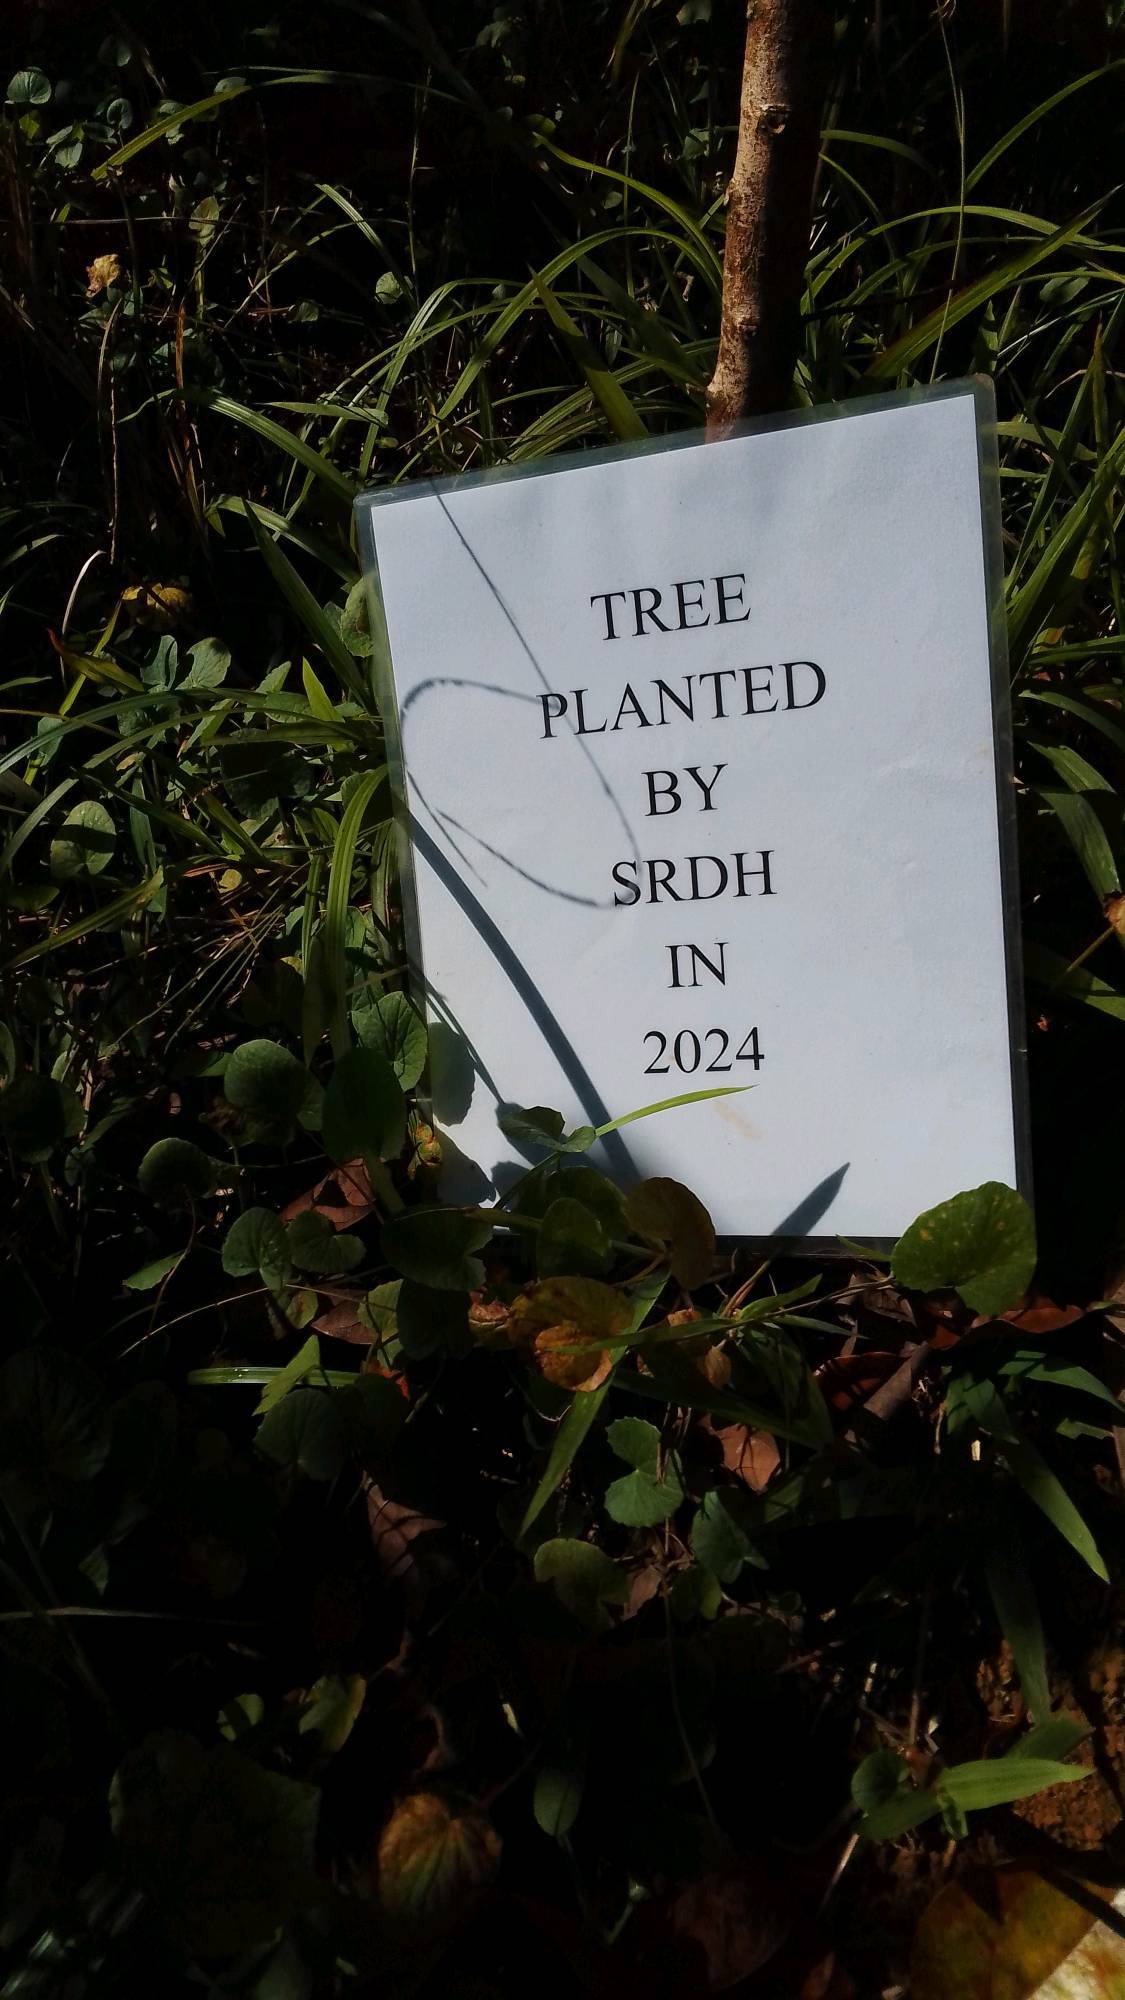 TREE
PLANTED
BY
SRDH
IN
2024